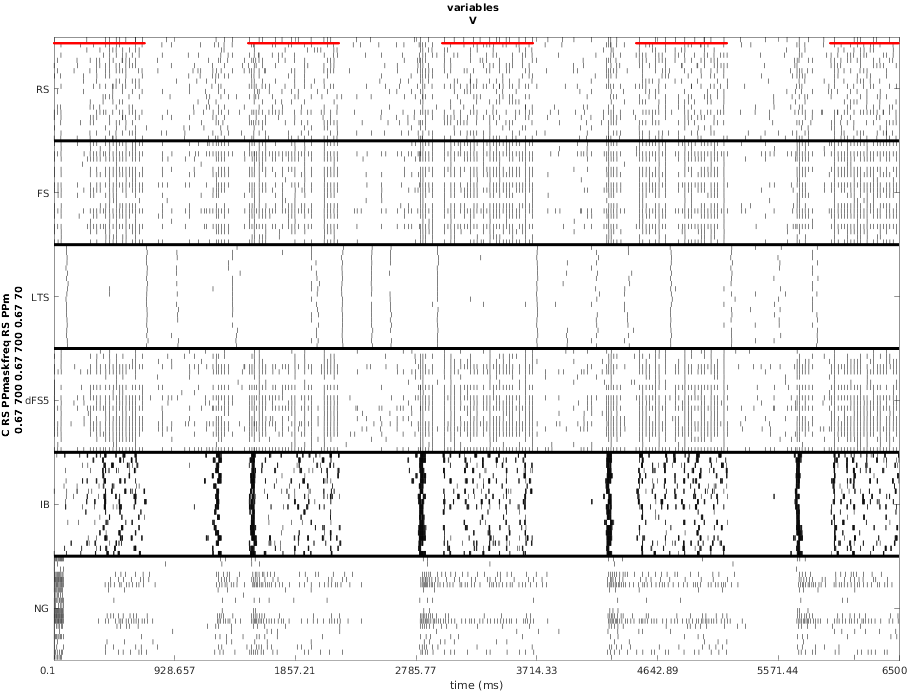 variables
V
RS
FS
LTS
dFS5
IB
NG
C RS PPmaskfreq RS PPm
0.67 700 0.67 700 0.67 70
0.1 928.657 1857.21 2785.77 3714.33 4642.89 5571.44 6500
time (ms)